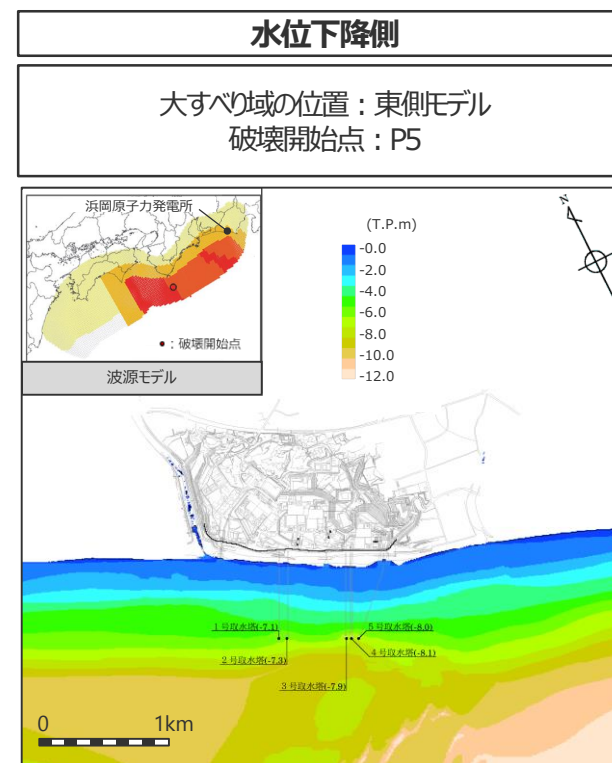 水位下降側
大すべり域の位置：東側モデル
破壊開始点：P5
浜岡原子力発電所
●：破壊開始点
波源モデル
(T.P.m)
-0.0
-2.0
-4.0
-6.0
-8.0
-10.0
-12.0
N
1号取水塔(-7.1)
5号取水塔(-8.0)
2号取水塔(-7.3)
4号取水塔(-8.1)
3号取水塔(-7.9)
0 1km